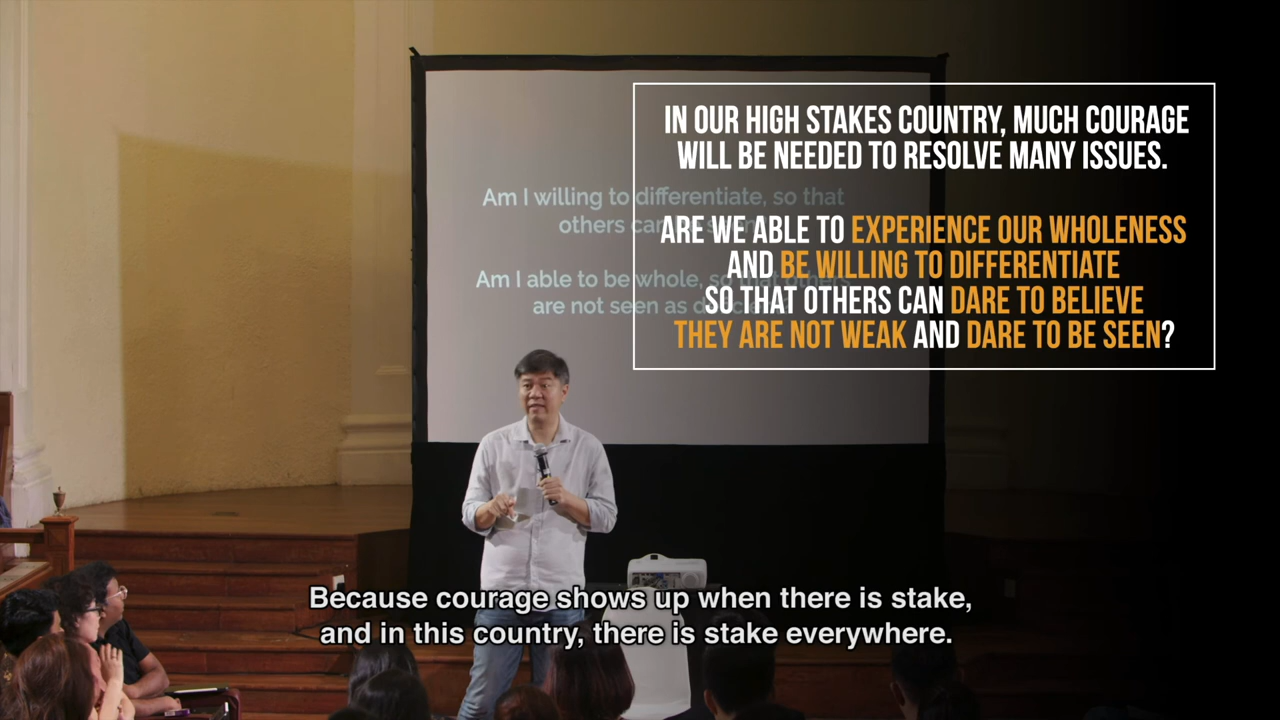 IN OUR HIGH STAKES COUNTRY, MUCH COURAGE
WILL BE NEEDED TO RESOLVE MANY ISSUES.
ARE WE ABLE TO EXPERIENCE OUR WHOLENESS
AND BE WILLING TO DIFFERENTIATE
SO THAT OTHERS CAN DARE TO BELIEVE
THEY ARE NOT WEAK AND DARE TO BE SEEN?
Am I willing to differentiate, so that
others can
Am I able to be whole, so that others
are not seen as
Because courage shows up when there is stake,
and in this country, there is stake everywhere.